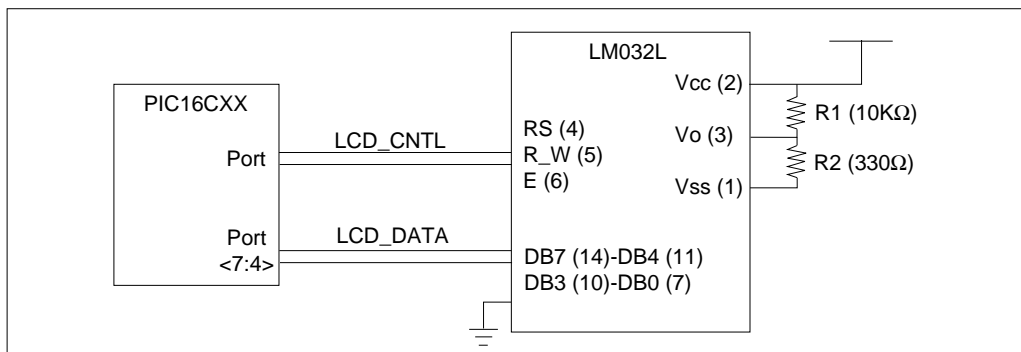 LM032L
Vcc (2)
PIC16CXX
R1 (10KΩ)
LCD_CNTL
RS (4)
Vo (3)
Port
R_W (5)
R2 (330Ω)
E (6)
Vss (1)
Port
LCD_DATA
<7:4>
DB7 (14)-DB4 (11)
DB3 (10)-DB0 (7)